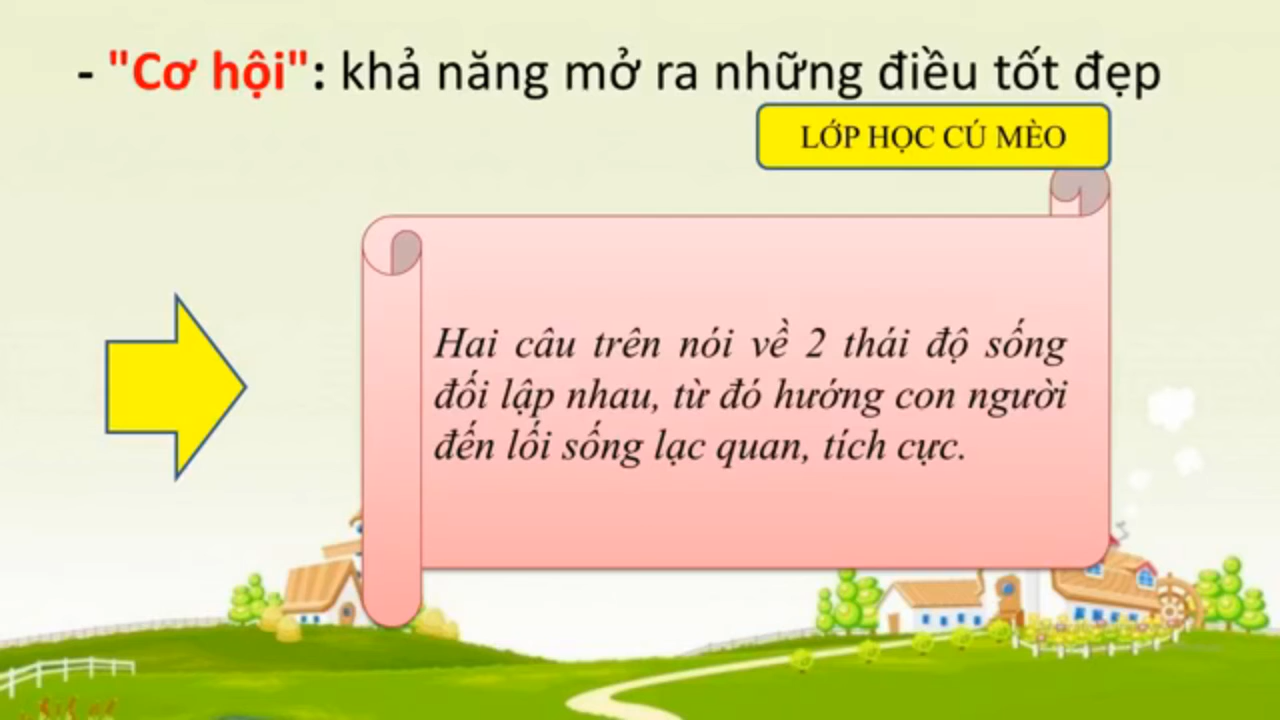 - "Cơ hội": khả năng mở ra những điều tốt đẹp
LỚP HỌC CÚ MÈO
Hai câu trên nói về 2 thái độ sống
đối lập nhau, từ đó hướng con người
đến lối sống lạc quan, tích cực.